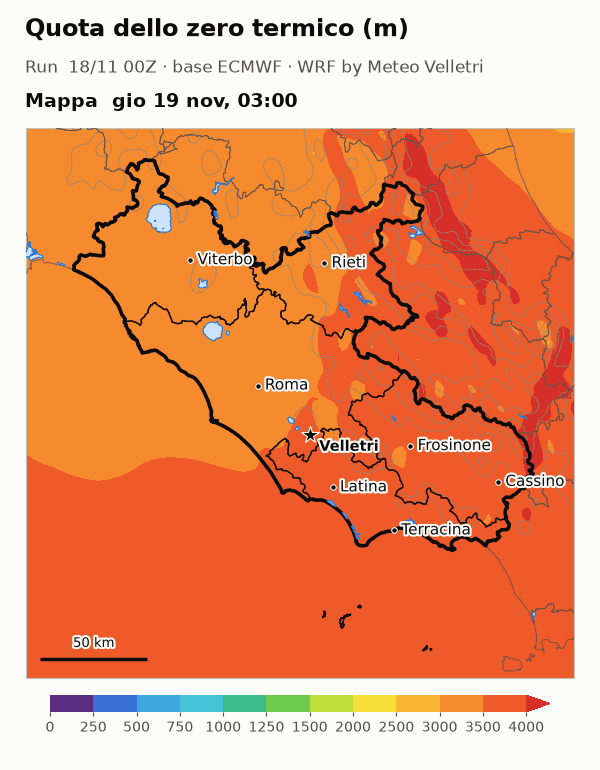 Quota dello zero termico (m)
Run  18/11 00Z · base ECMWF · WRF by Meteo Velletri
Mappa  gio 19 nov, 03:00
Viterbo
Rieti
Roma
Velletri
Frosinone
Cassino
Latina
Terracina
50 km
0 250 500 750 1000 1250 1500 2000 2500 3000 3500 4000